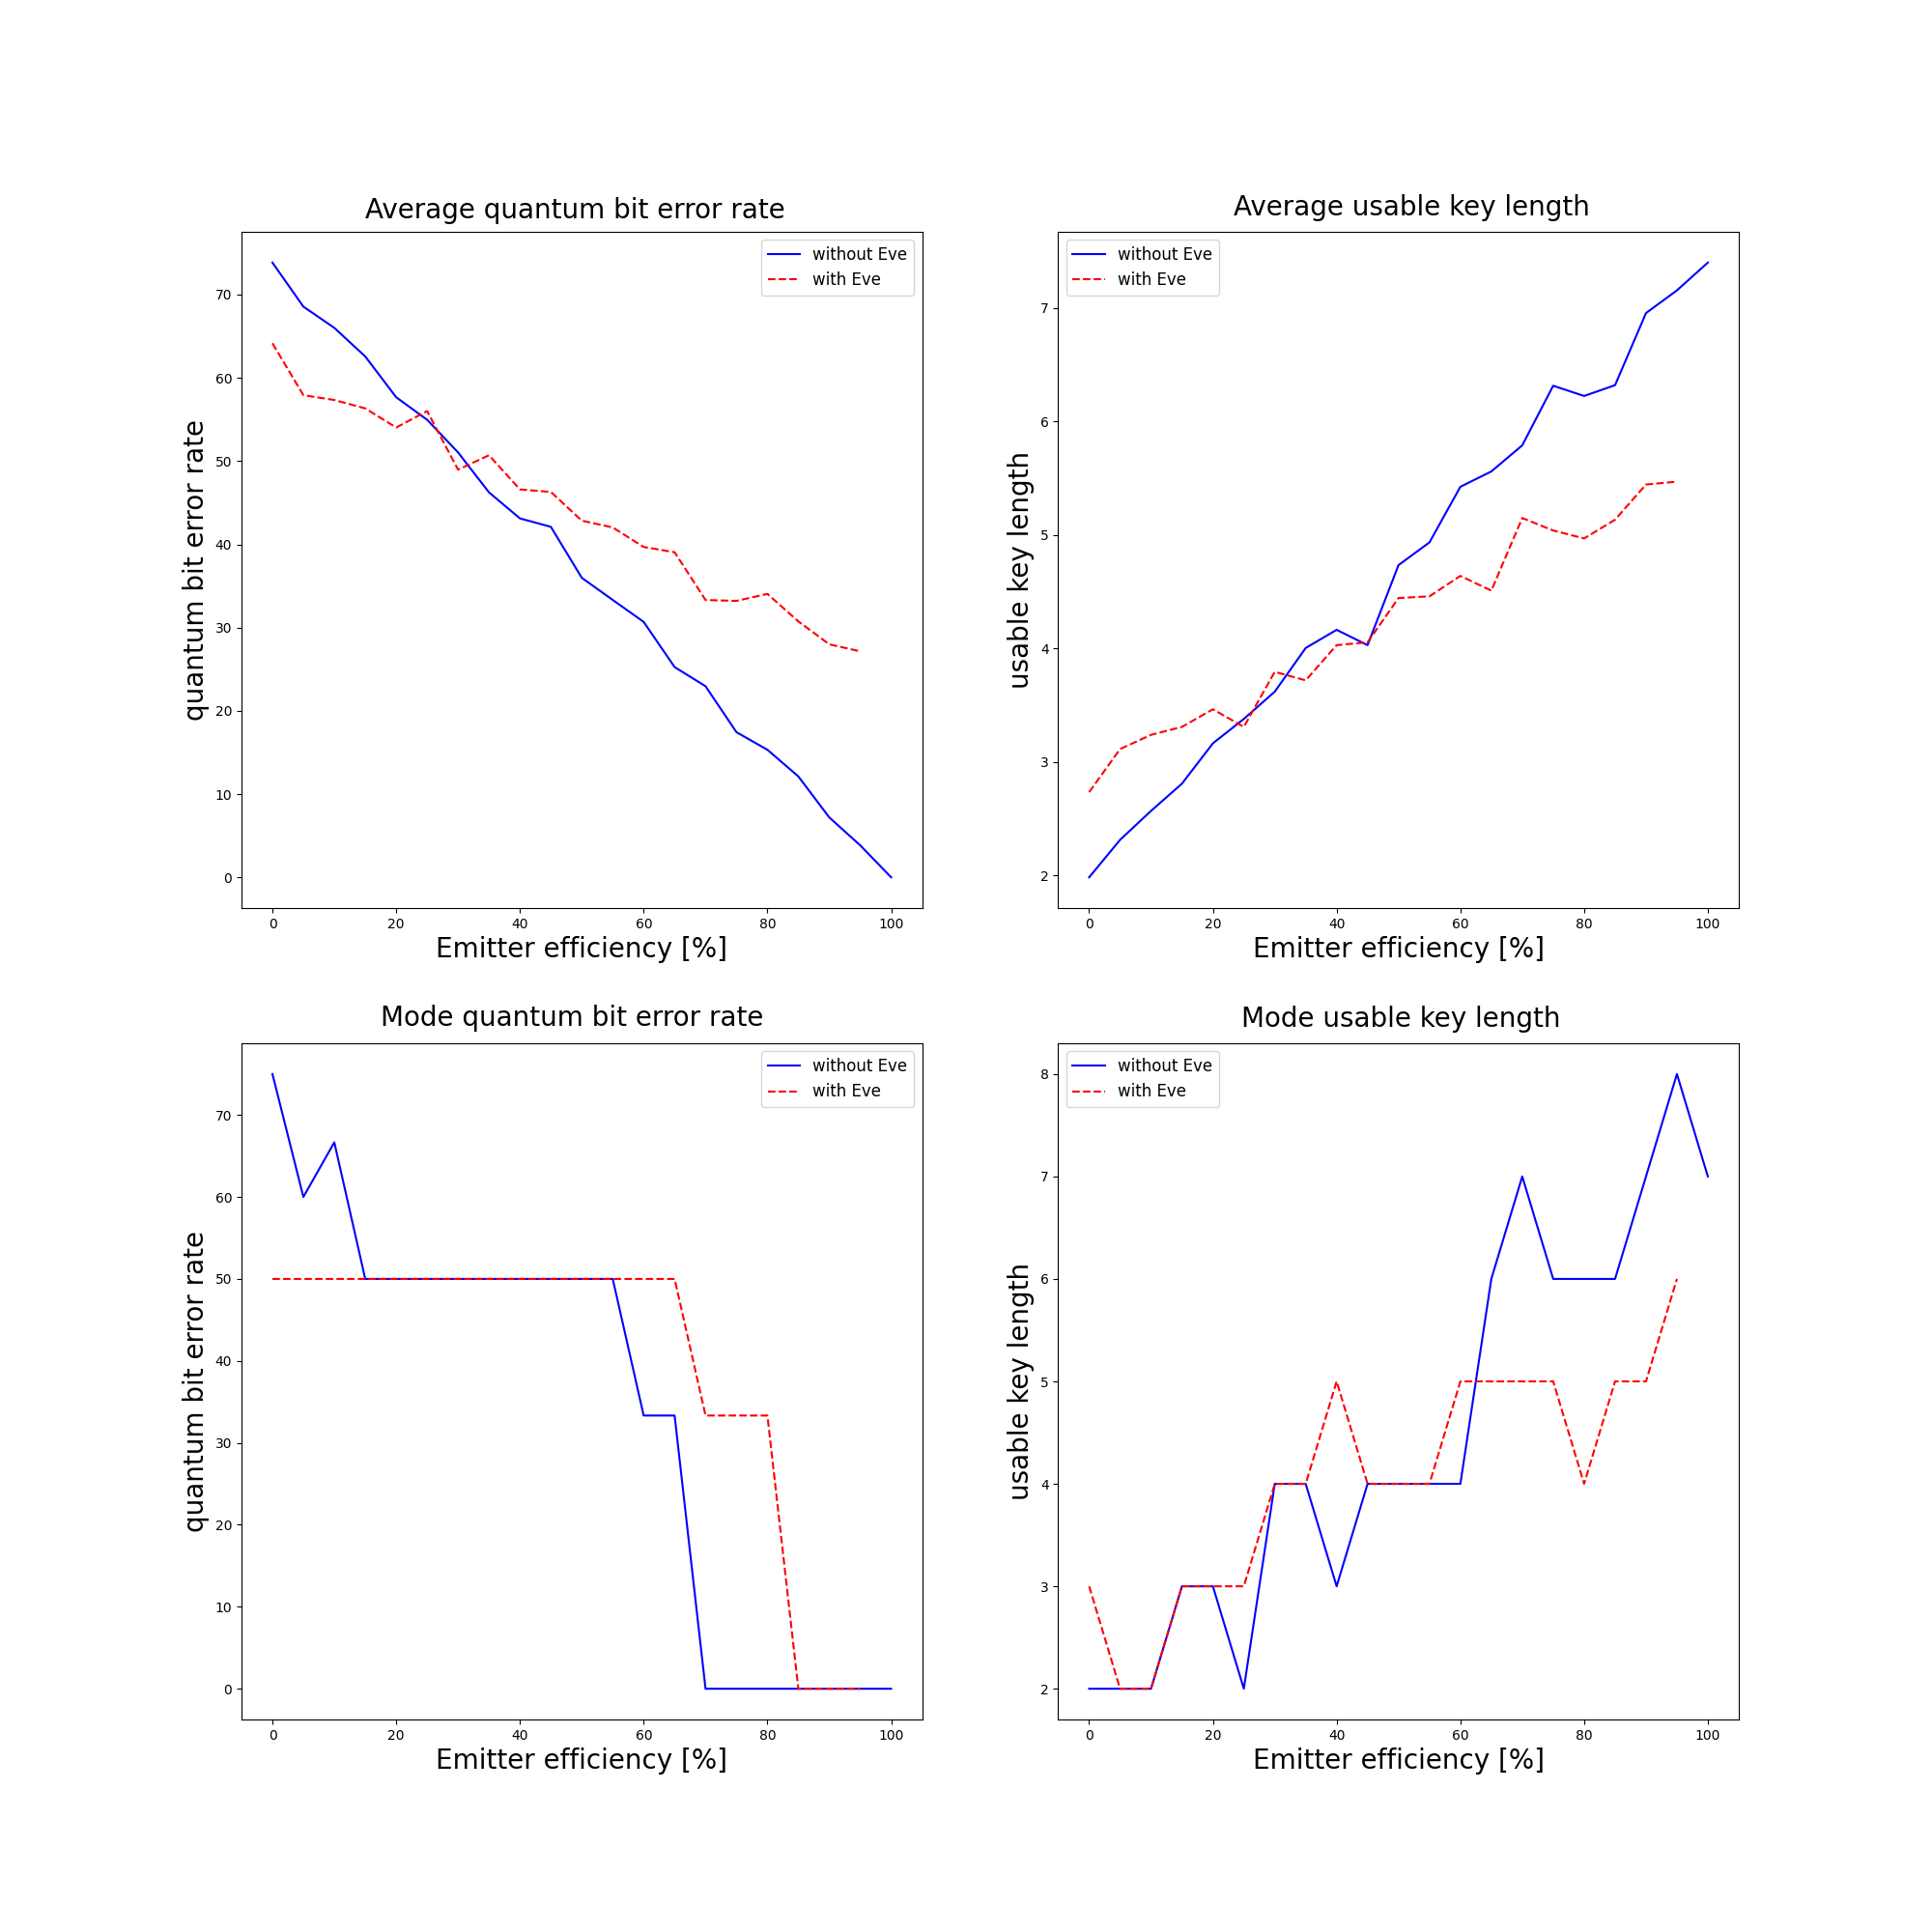 Average quantum bit error rate
without Eve
with Eve
70
60
50
40
30
20
10
0
quantum bit error rate
0 20 40 60 80 100
Emitter efficiency [%]
Average usable key length
without Eve
with Eve
7
6
5
4
3
2
usable key length
0 20 40 60 80 100
Emitter efficiency [%]
Mode quantum bit error rate
without Eve
with Eve
70
60
50
40
30
20
10
0
quantum bit error rate
0 20 40 60 80 100
Emitter efficiency [%]
Mode usable key length
without Eve
with Eve
8
7
6
5
4
3
2
usable key length
0 20 40 60 80 100
Emitter efficiency [%]